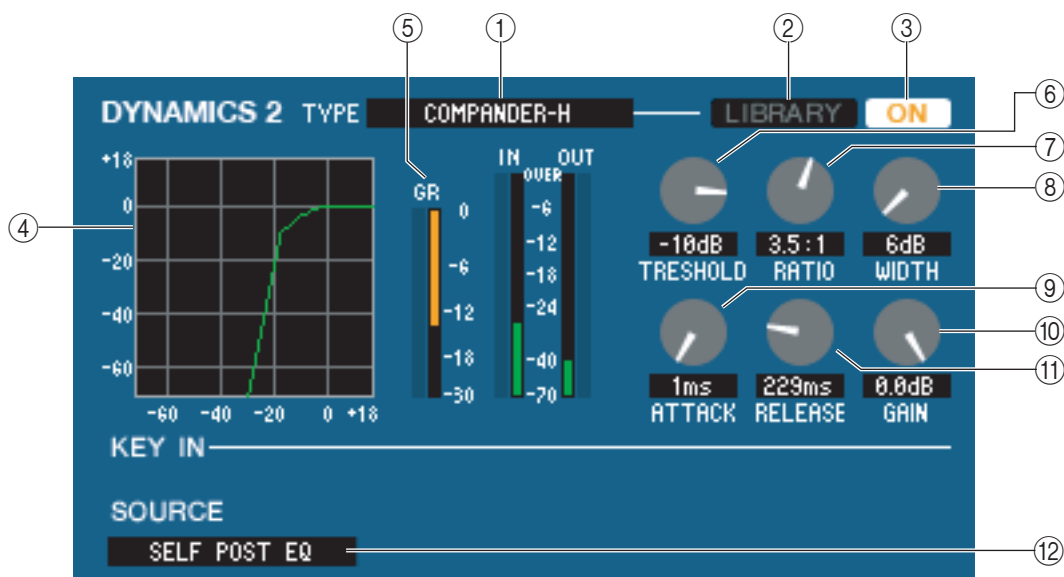 ⑤ ① ② ③
DYNAMICS 2 TYPE COMPANDER-H LIBRARY ON
⑥
⑦
⑧
④
⑨
⑩
⑪
+18
0
-20
-40
-60
-60 -40 -20 0 +18
GR
0
-6
-12
-18
-30
IN OUT
OVER
-6
-12
-18
-24
-40
-70
-10dB 3.5:1 6dB
TRESHOLD RATIO WIDTH
1ms 229ms 0.0dB
ATTACK RELEASE GAIN
KEY IN
SOURCE
SELF POST EQ ⑫